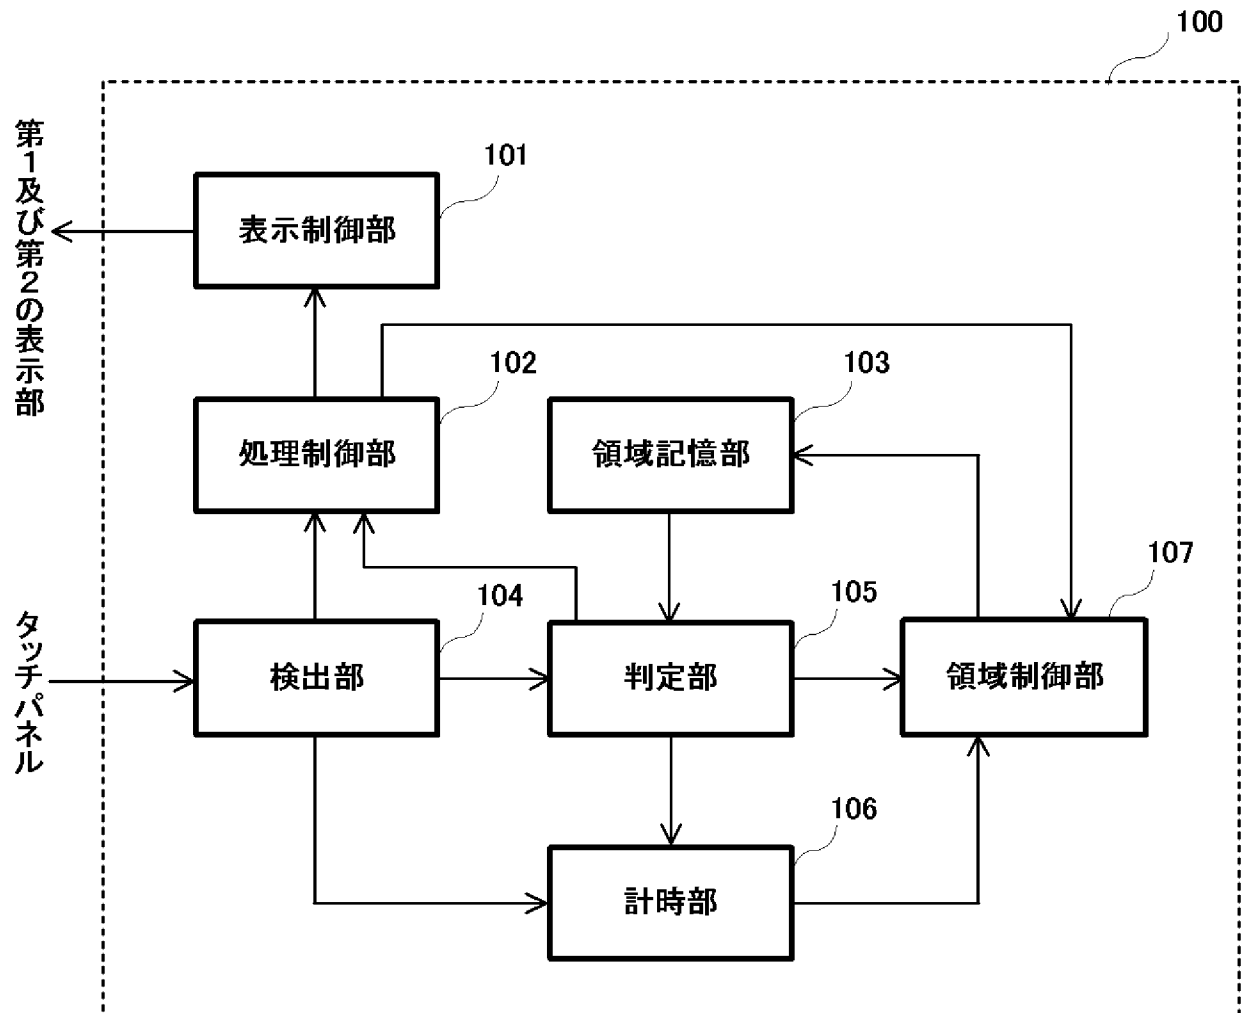 100
第1及び第2の表示部
101
表示制御部
102
処理制御部
103
領域記憶部
タッチパネル
104
検出部
105
判定部
107
領域制御部
106
計時部